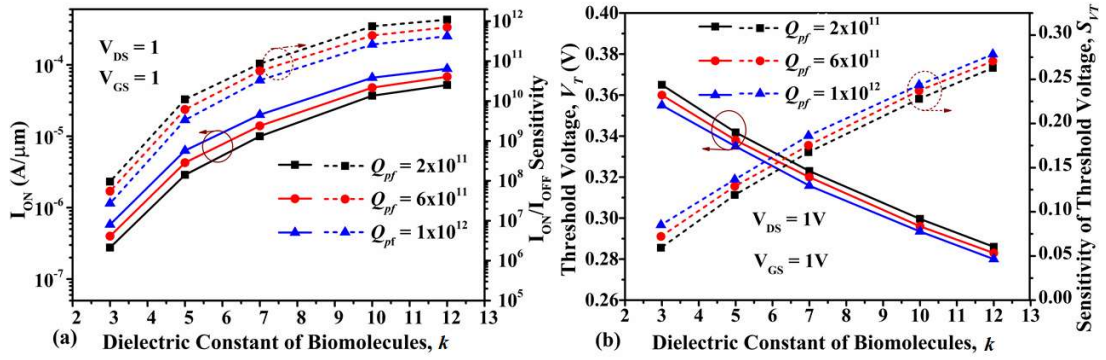 I_ON (A/μm)
10^-4
10^-5
10^-6
10^-7
V_DS = 1
V_GS = 1
Q_pf = 2x10^11
Q_pf = 6x10^11
Q_pf = 1x10^12
10^12
10^11
10^10
10^9
10^8
10^7
10^6
10^5
I_ON/I_OFF Sensitivity
2 3 4 5 6 7 8 9 10 11 12 13
(a) Dielectric Constant of Biomolecules, k
Threshold Voltage, V_T (V)
0.40
0.38
0.36
0.34
0.32
0.30
0.28
0.26
Q_pf = 2x10^11
Q_pf = 6x10^11
Q_pf = 1x10^12
V_DS = 1V
V_GS = 1V
0.30
0.25
0.20
0.15
0.10
0.05
0.00
Sensitivity of Threshold Voltage, S_VT
2 3 4 5 6 7 8 9 10 11 12 13
(b) Dielectric Constant of Biomolecules, k